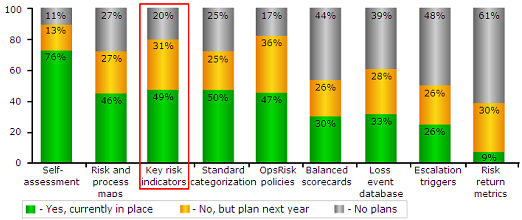 100
80
60
40
20
0
11% 27% 20% 25% 17% 44% 39% 48% 61%
13% 27% 31% 25% 36% 26% 28% 26% 30%
76% 46% 49% 50% 47% 30% 33% 26% 9%
Self-
assessment
Risk and
process
maps
Key risk
indicators
Standard
categorization
OpsRisk
policies
Balanced
scorecards
Loss
event
database
Escalation
triggers
Risk
return
metrics
- Yes, currently in place - No, but plan next year - No plans